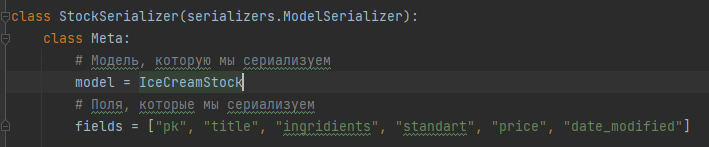 class StockSerializer(serializers.ModelSerializer):
class Meta:
# Модель, которую мы сериализуем
model = IceCreamStock
# Поля, которые мы сериализуем
fields = ["pk", "title", "ingridients", "standart", "price", "date_modified"]